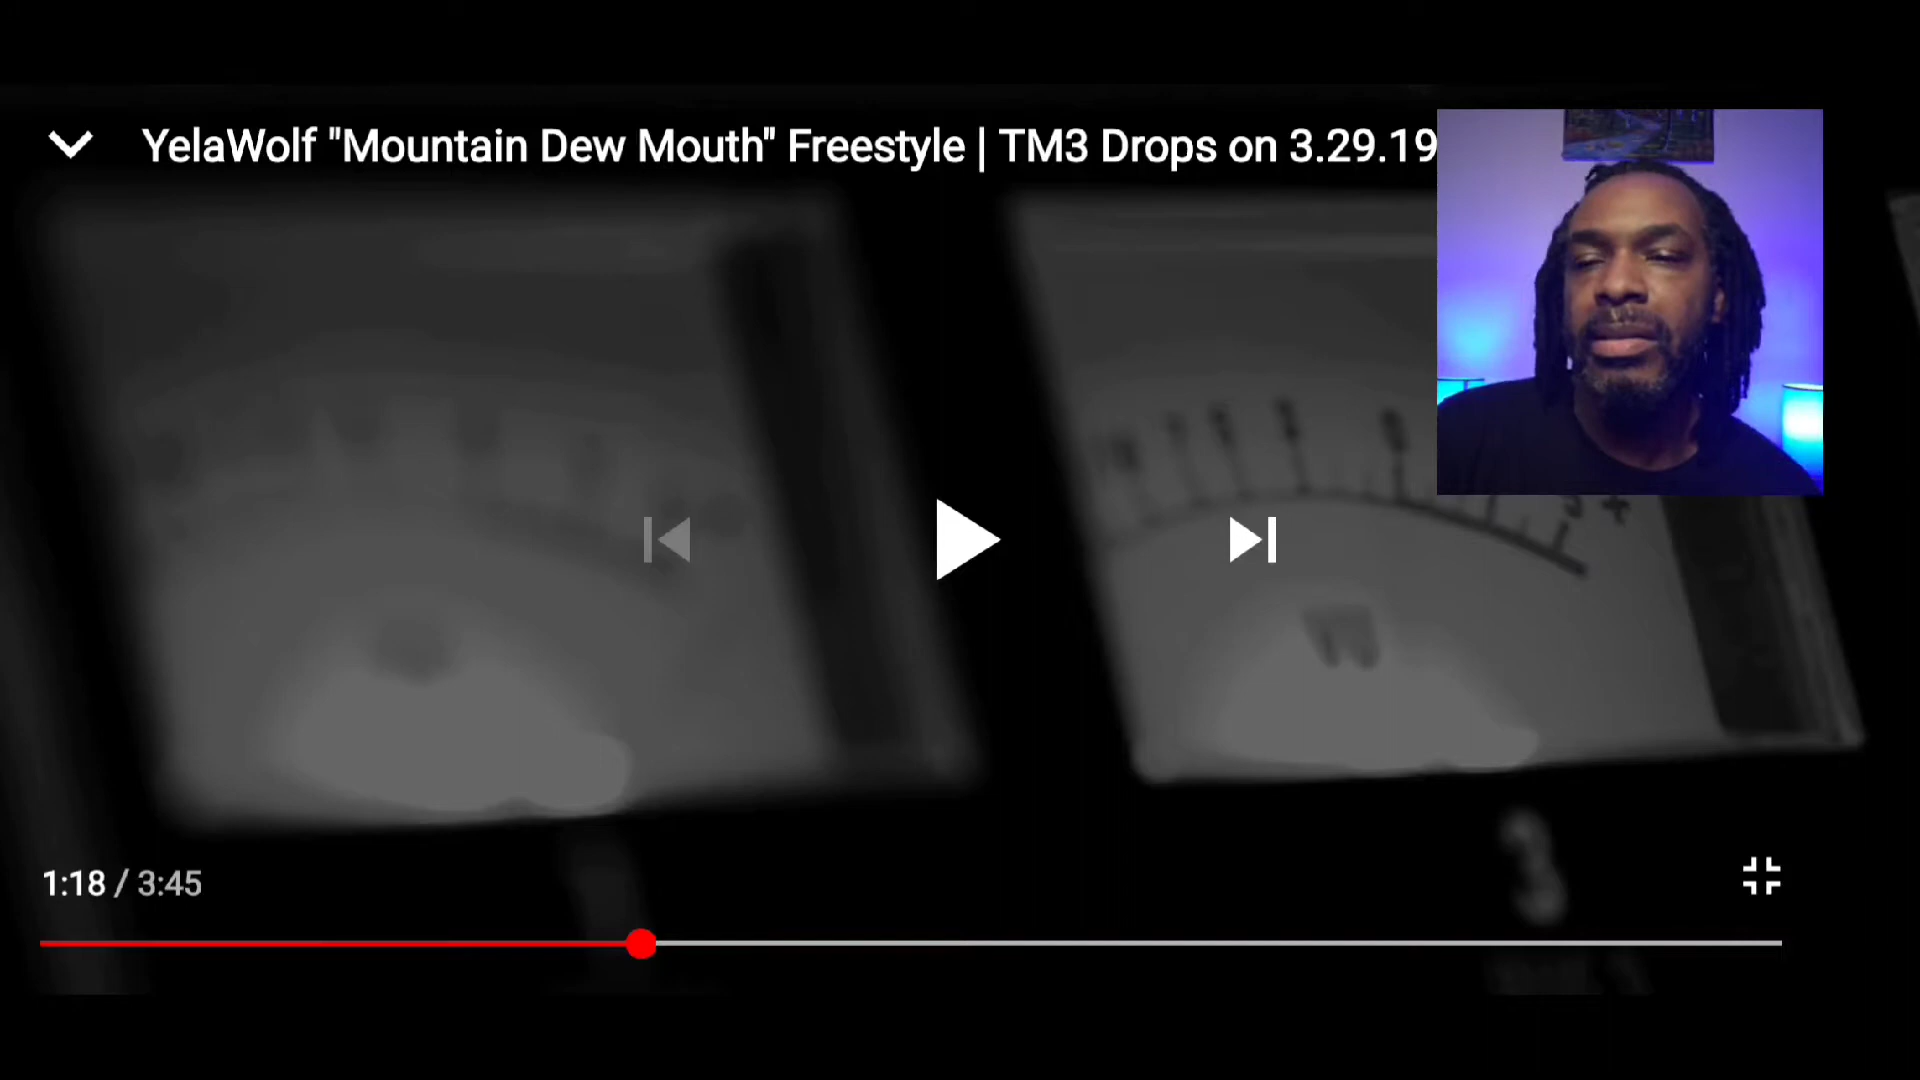 YelaWolf "Mountain Dew Mouth" Freestyle | TM3 Drops on 3.29.19
1:18 / 3:45